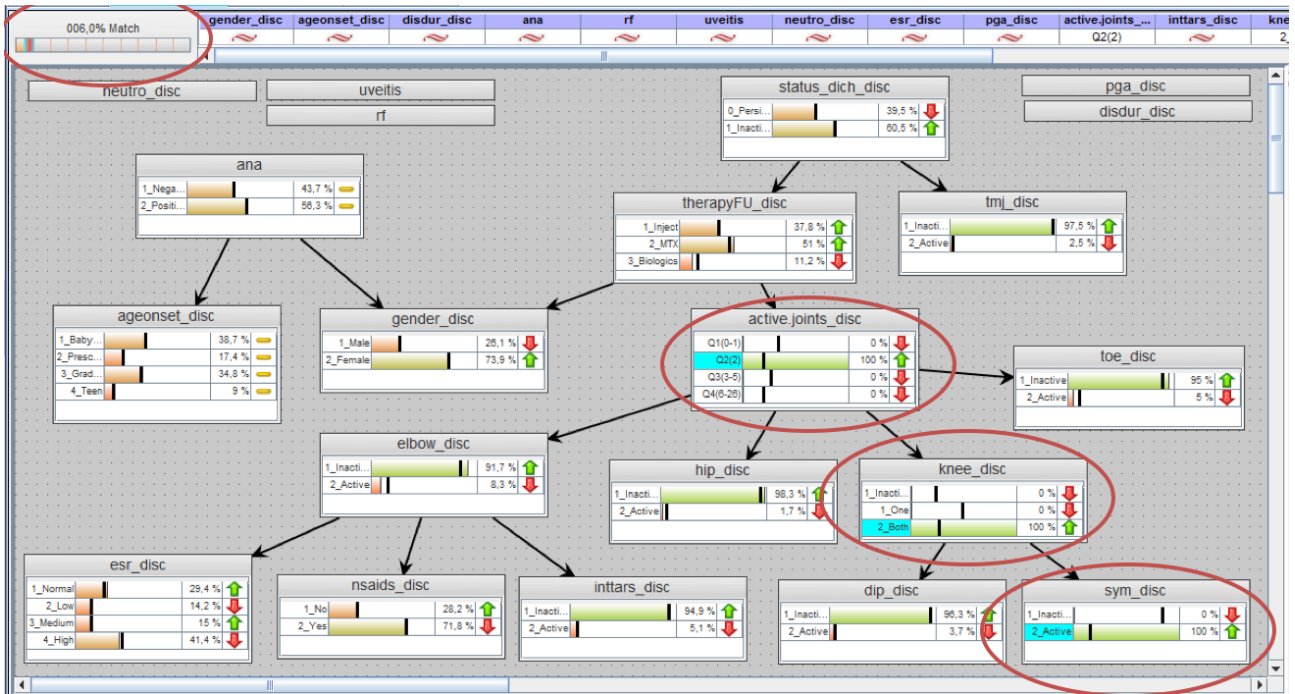 006,0% Match
gender_disc ageonset_disc disdur_disc ana rf uveitis neutro_disc esr_disc pga_disc active.joints_... inttars_disc kne
Q2(2) 2_
neutro_disc
uveitis
rf
status_dich_disc
0_Persi... 39,5 %
1_Inacti... 60,5 %
pga_disc
disdur_disc
ana
1_Nega... 43,7 %
2_Positi... 56,3 %
therapyFU_disc
1_Inject 37,8 %
2_MTX 51 %
3_Biologics 11,2 %
tmj_disc
1_Inacti... 97,5 %
2_Active 2,5 %
ageonset_disc
1_Baby... 38,7 %
2_Presc... 17,4 %
3_Grad... 34,8 %
4_Teen 9 %
gender_disc
1_Male 26,1 %
2_Female 73,9 %
active.joints_disc
Q1(0-1) 0 %
Q2(2) 100 %
Q3(3-5) 0 %
Q4(6-26) 0 %
toe_disc
1_Inactive 95 %
2_Active 5 %
elbow_disc
1_Inacti... 91,7 %
2_Active 8,3 %
hip_disc
1_Inacti... 98,3 %
2_Active 1,7 %
knee_disc
1_Inacti... 0 %
1_One 0 %
2_Both 100 %
esr_disc
1_Normal 29,4 %
2_Low 14,2 %
3_Medium 15 %
4_High 41,4 %
nsaids_disc
1_No 28,2 %
2_Yes 71,8 %
inttars_disc
1_Inacti... 94,9 %
2_Active 5,1 %
dip_disc
1_Inacti... 96,3 %
2_Active 3,7 %
sym_disc
1_Inacti... 0 %
2_Active 100 %